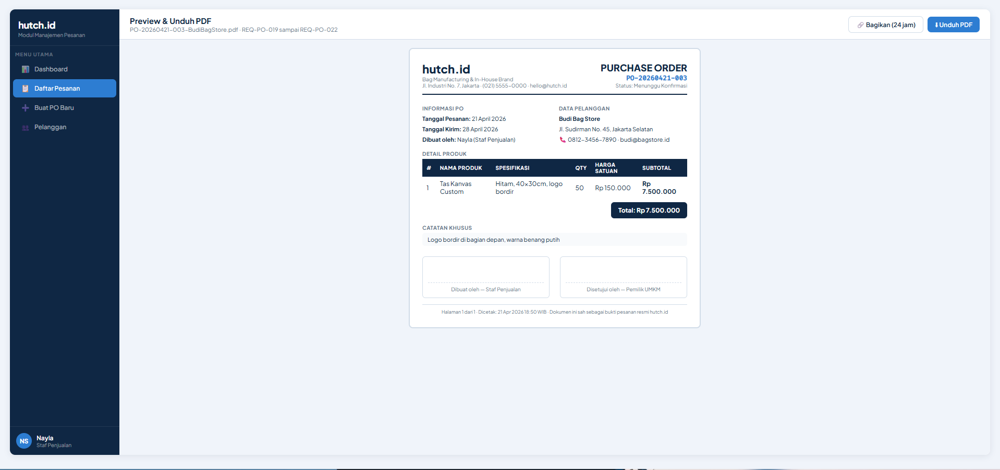 hutch.id
Modul Manajemen Pesanan
MENU UTAMA
Dashboard
Daftar Pesanan
Buat PO Baru
Pelanggan
NS
Nayla
Staf Penjualan
Preview & Unduh PDF
PO-20260421-003-BudiBagStore.pdf · REQ-PO-019 sampai REQ-PO-022
Bagikan (24 jam)
Unduh PDF
hutch.id
Bag Manufacturing & In-House Brand
Jl. Industri No. 7, Jakarta · (021) 5555-0000 · hello@hutch.id
PURCHASE ORDER
PO-20260421-003
Status: Menunggu Konfirmasi
INFORMASI PO
Tanggal Pesanan: 21 April 2026
Tanggal Kirim: 28 April 2026
Dibuat oleh: Nayla (Staf Penjualan)
DATA PELANGGAN
Budi Bag Store
Jl. Sudirman No. 45, Jakarta Selatan
0812-3456-7890 · budi@bagstore.id
DETAIL PRODUK
# NAMA PRODUK SPESIFIKASI QTY HARGA SATUAN SUBTOTAL
1 Tas Kanvas Custom Hitam, 40×30cm, logo bordir 50 Rp 150.000 Rp 7.500.000
Total: Rp 7.500.000
CATATAN KHUSUS
Logo bordir di bagian depan, warna benang putih
Dibuat oleh — Staf Penjualan
Disetujui oleh — Pemilik UMKM
Halaman 1 dari 1 · Dicetak: 21 Apr 2026 18:50 WIB · Dokumen ini sah sebagai bukti pesanan resmi hutch.id